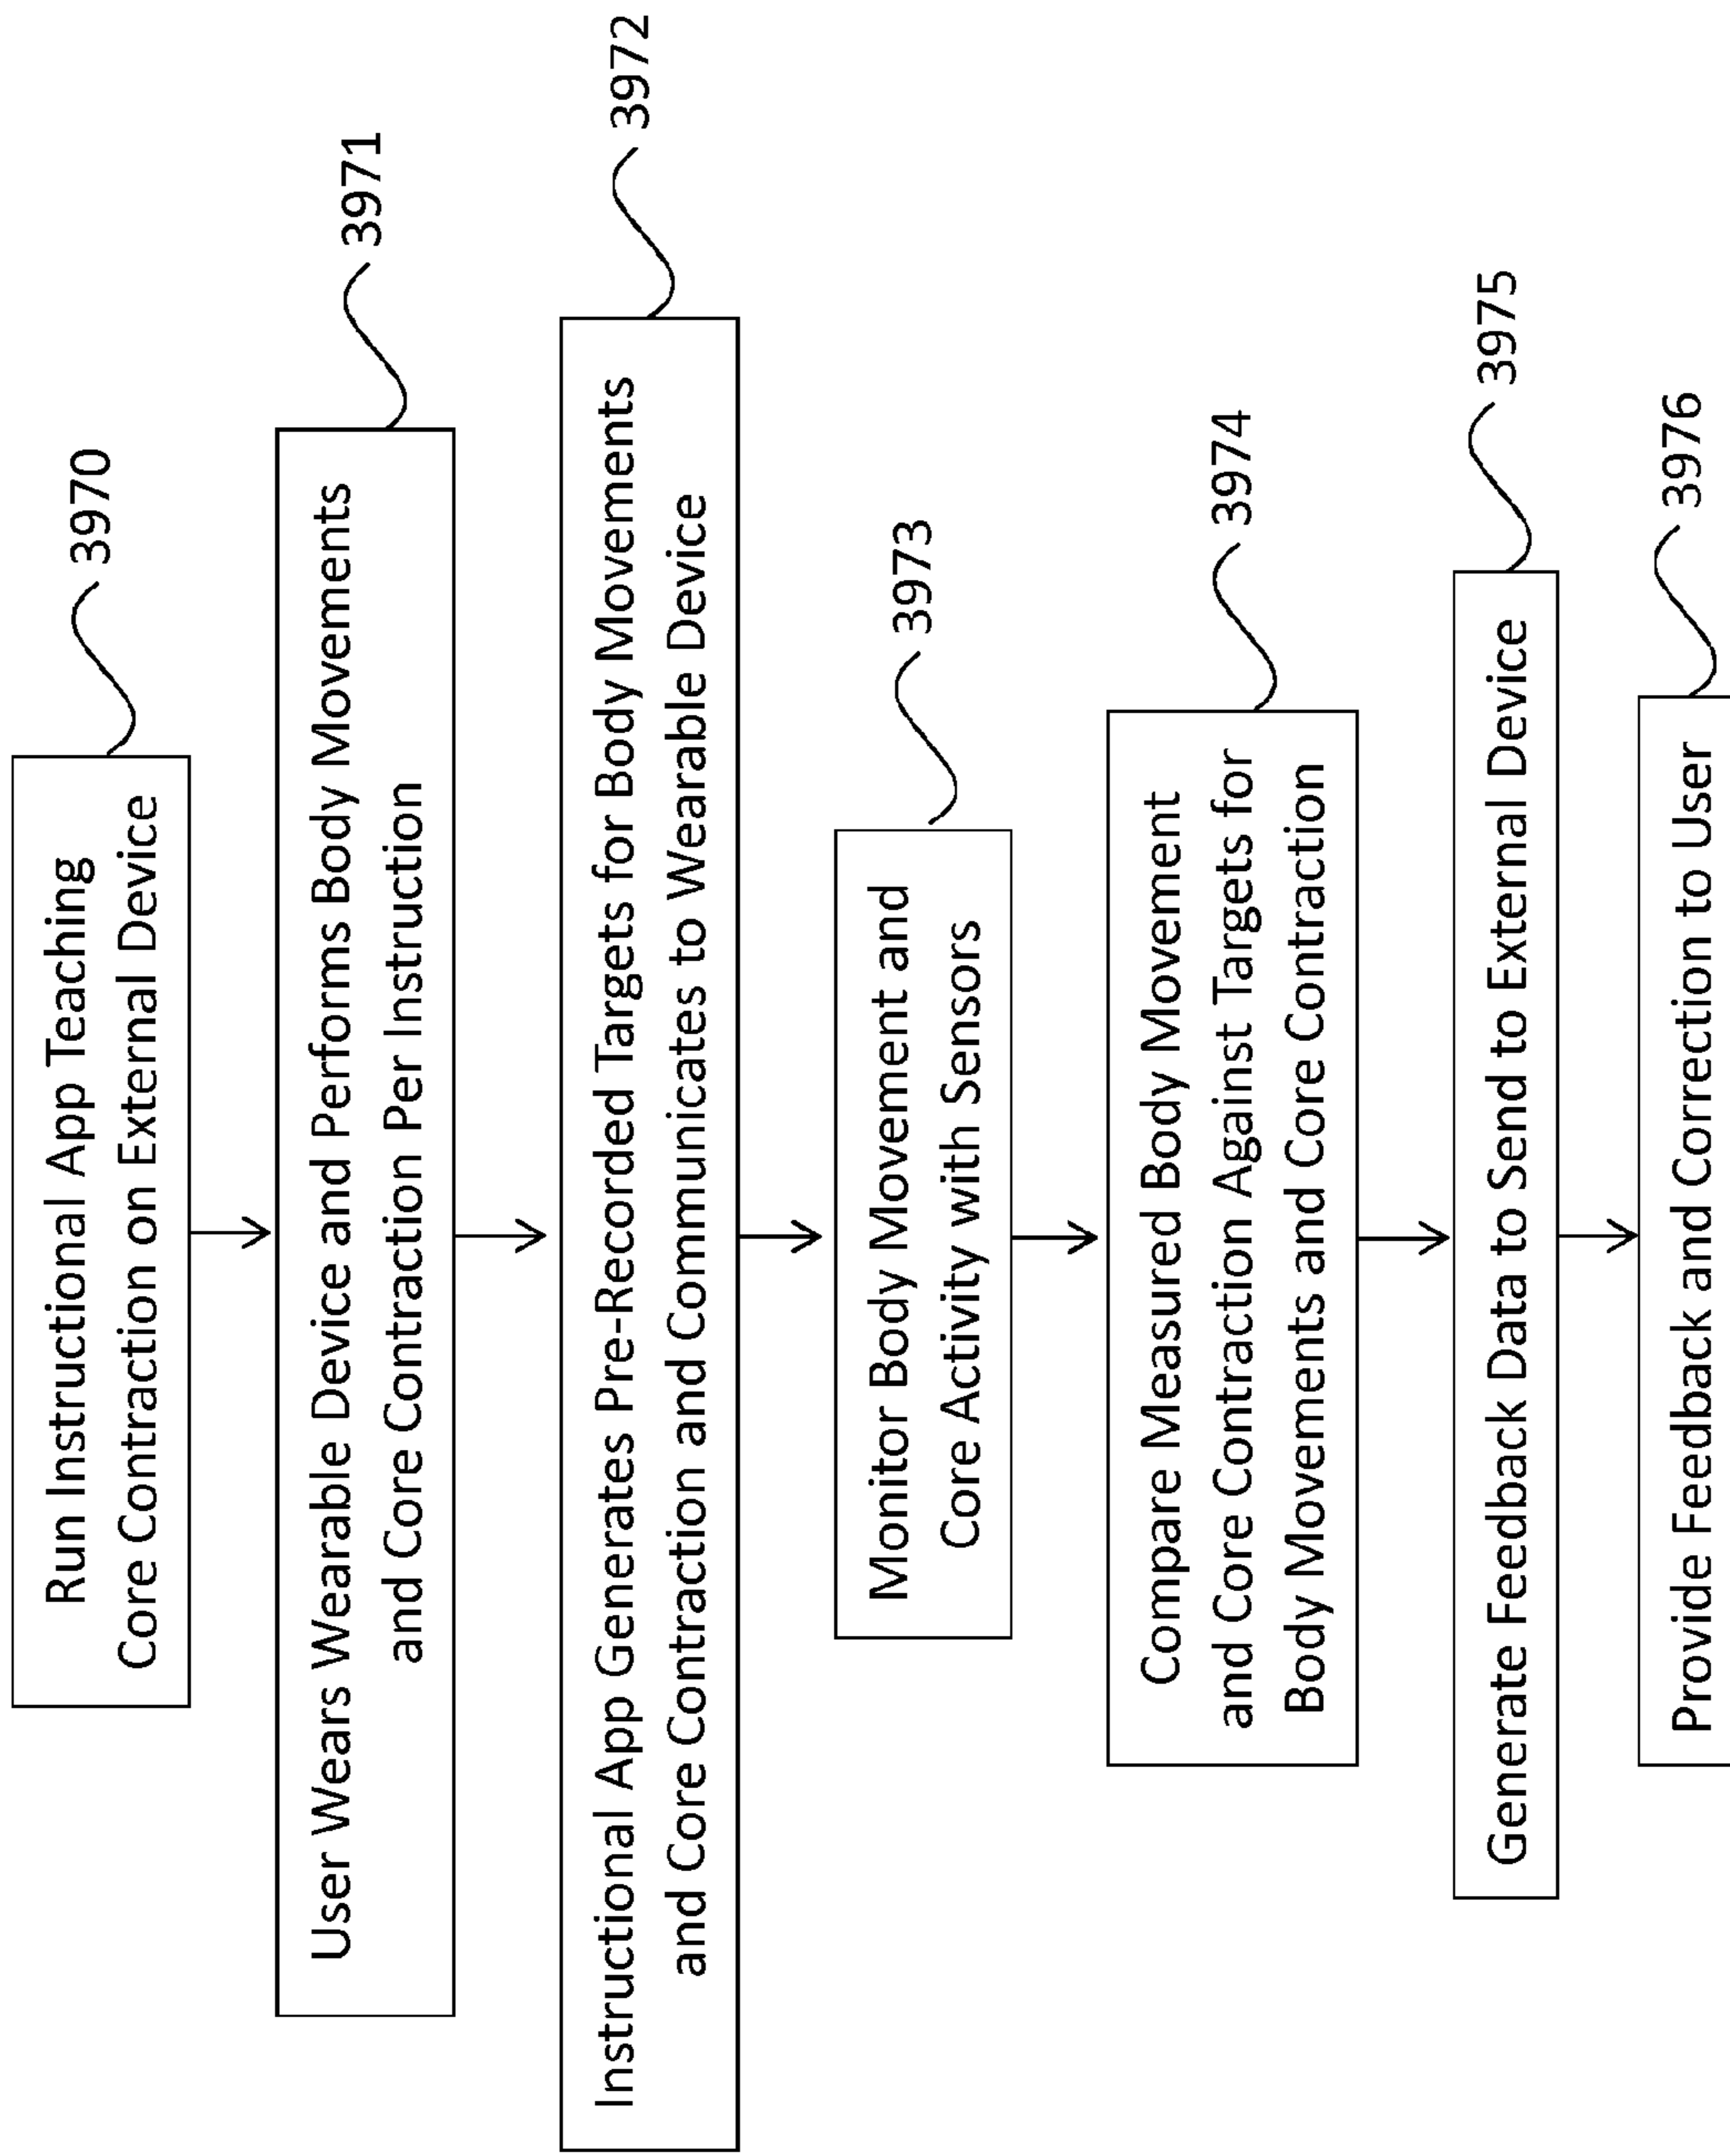 Run Instructional App Teaching
Core Contraction on External Device
3970
User Wears Wearable Device and Performs Body Movements
and Core Contraction Per Instruction
3971
Instructional App Generates Pre-Recorded Targets for Body Movements
and Core Contraction and Communicates to Wearable Device
3972
Monitor Body Movement and
Core Activity with Sensors
3973
Compare Measured Body Movement
and Core Contraction Against Targets for
Body Movements and Core Contraction
3974
Generate Feedback Data to Send to External Device
3975
Provide Feedback and Correction to User
3976